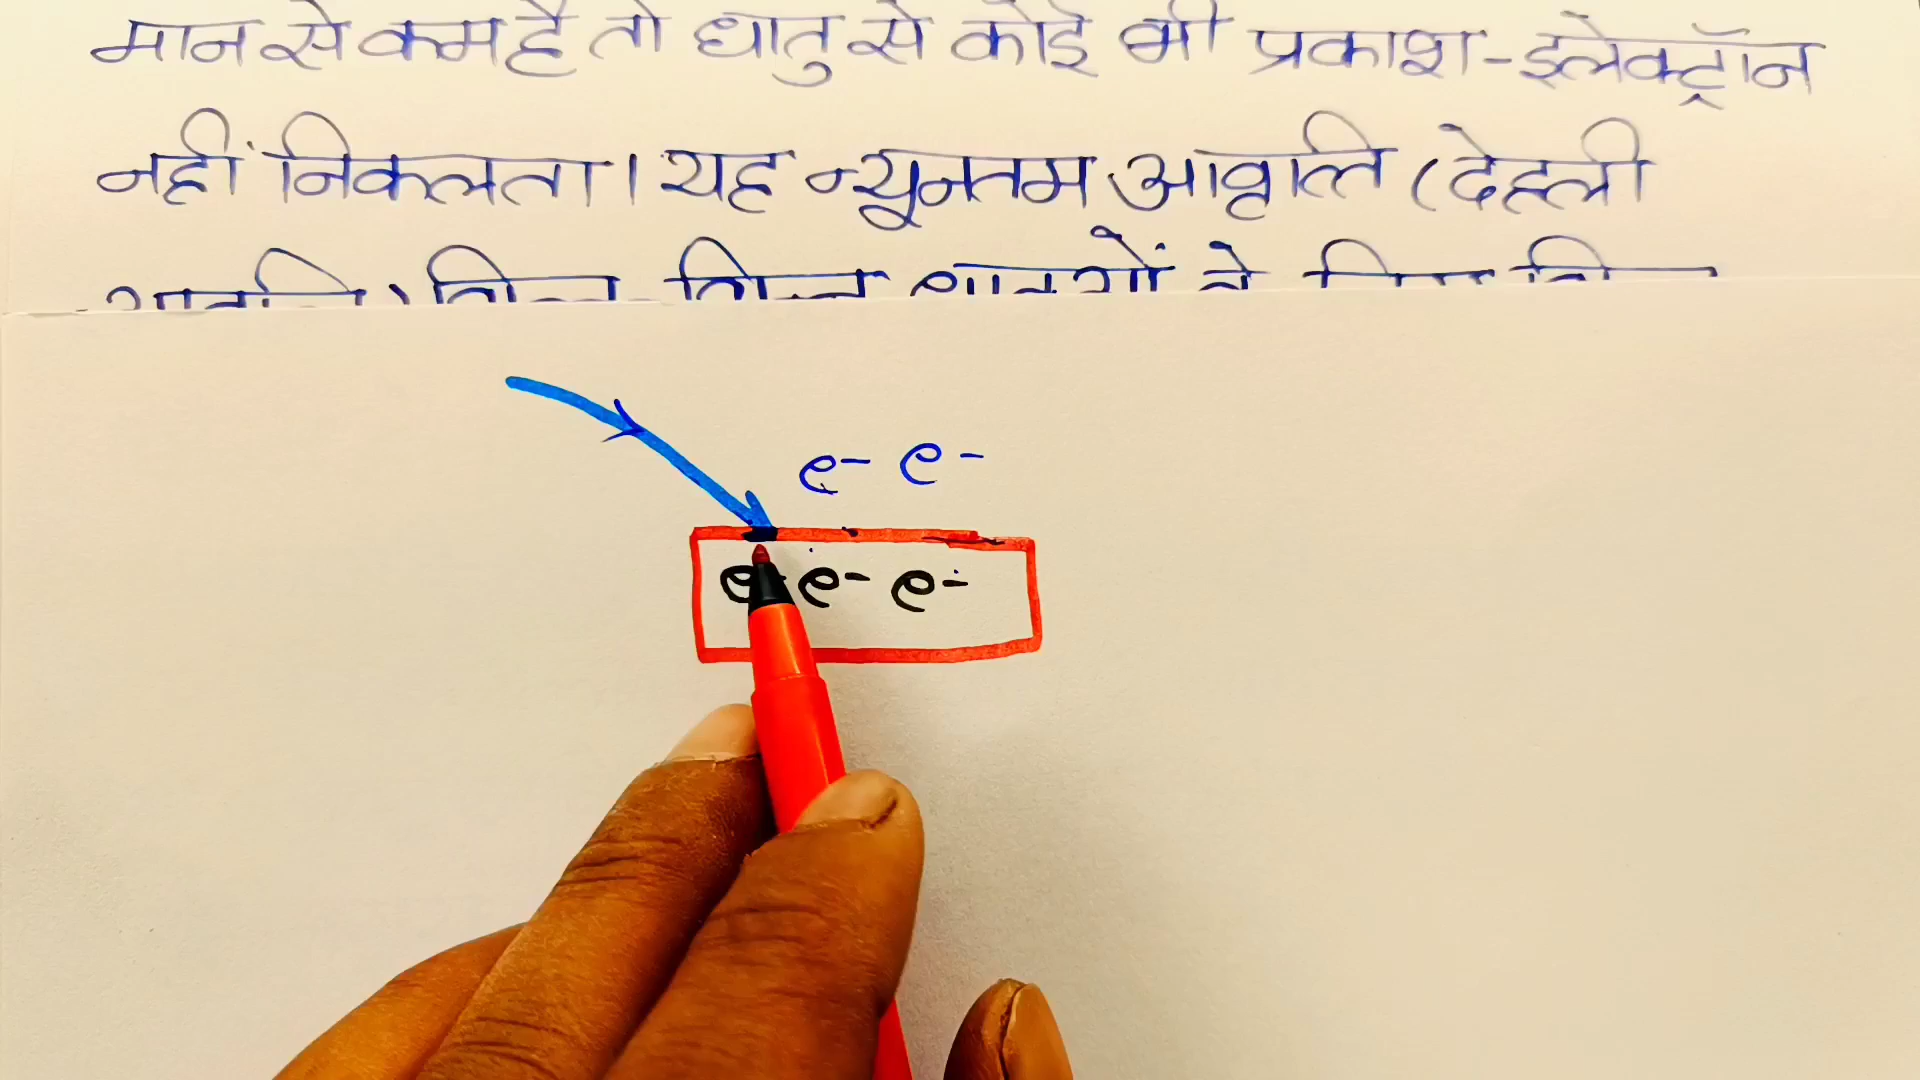 मान से कम है तो धातु से कोई भी प्रकाश-इलेक्ट्रॉन
नहीं निकलता। यह न्यूनतम आवृत्ति (देहली
e- e-
e- e- e-